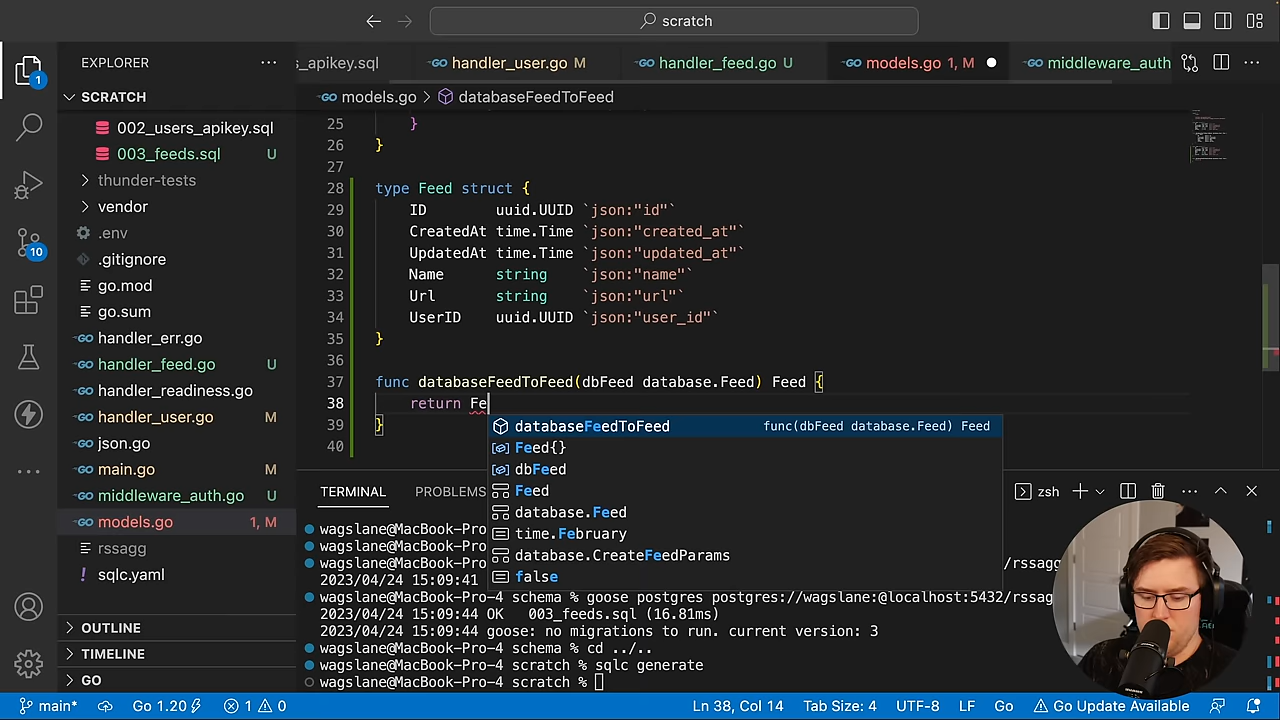 scratch
EXPLORER
SCRATCH
002_users_apikey.sql
003_feeds.sql U
thunder-tests
vendor
.env
.gitignore
go.mod
go.sum
handler_err.go
handler_feed.go U
handler_readiness.go
handler_user.go M
json.go
main.go M
middleware_auth.go U
models.go 1, M
rssagg
sqlc.yaml
OUTLINE
TIMELINE
GO
1
10
s_apikey.sql handler_user.go M handler_feed.go U models.go 1, M middleware_auth
models.go > databaseFeedToFeed
25 }
26 }
27
28 type Feed struct {
29 ID uuid.UUID `json:"id"`
30 CreatedAt time.Time `json:"created_at"`
31 UpdatedAt time.Time `json:"updated_at"`
32 Name string `json:"name"`
33 Url string `json:"url"`
34 UserID uuid.UUID `json:"user_id"`
35 }
36
37 func databaseFeedToFeed(dbFeed database.Feed) Feed {
38 return Fe
39 }
40
databaseFeedToFeed func(dbFeed database.Feed) Feed
Feed{}
dbFeed
Feed
database.Feed
time.February
database.CreateFeedParams
false
TERMINAL PROBLEMS zsh
wagslane@MacBook-Pro-
wagslane@MacBook-Pro-
wagslane@MacBook-Pro- /rssag
2023/04/24 15:09:41
wagslane@MacBook-Pro-4 schema % goose postgres postgres://wagslane:@localhost:5432/rssag
2023/04/24 15:09:44 OK 003_feeds.sql (16.81ms)
2023/04/24 15:09:44 goose: no migrations to run. current version: 3
wagslane@MacBook-Pro-4 schema % cd ../..
wagslane@MacBook-Pro-4 scratch % sqlc generate
wagslane@MacBook-Pro-4 scratch %
main* Go 1.20 1 0 Ln 38, Col 14 Tab Size: 4 UTF-8 LF Go Go Update Available